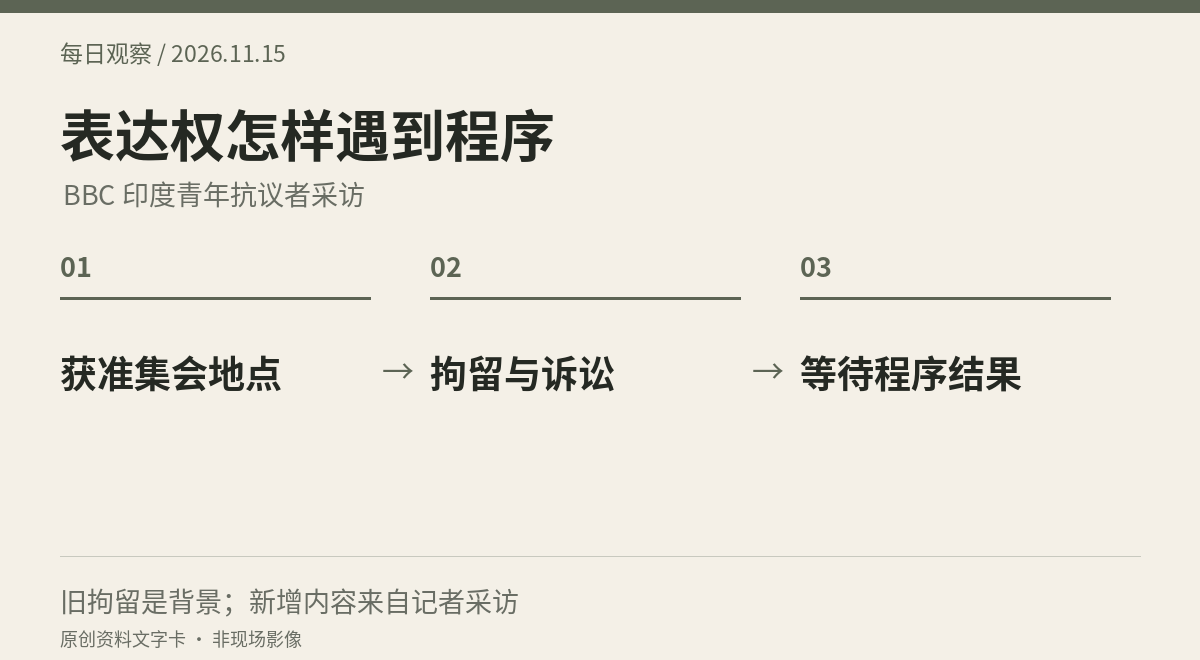 每日观察 / 2026.11.15
表达权怎样遇到程序
BBC 印度青年抗议者采访
01
02
03
获准集会地点 → 拘留与诉讼 → 等待程序结果
旧拘留是背景；新增内容来自记者采访
原创资料文字卡 · 非现场影像